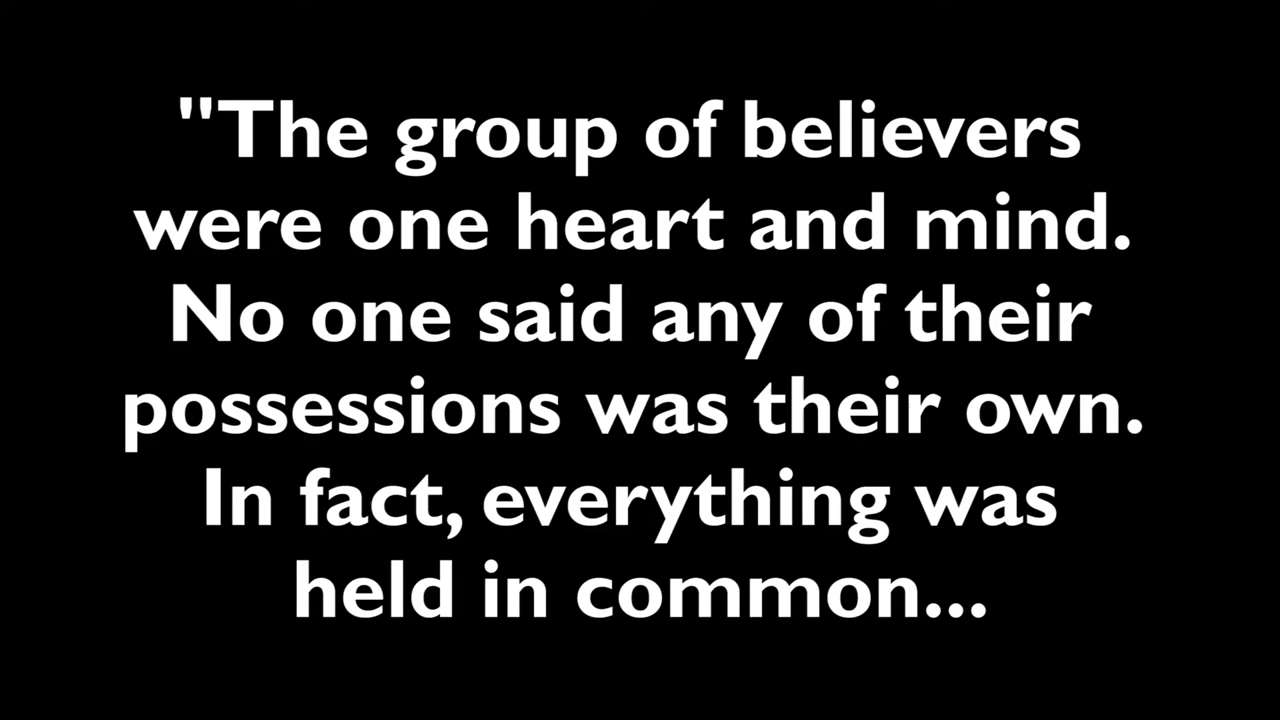 "The group of believers
were one heart and mind.
No one said any of their
possessions was their own.
In fact, everything was
held in common...